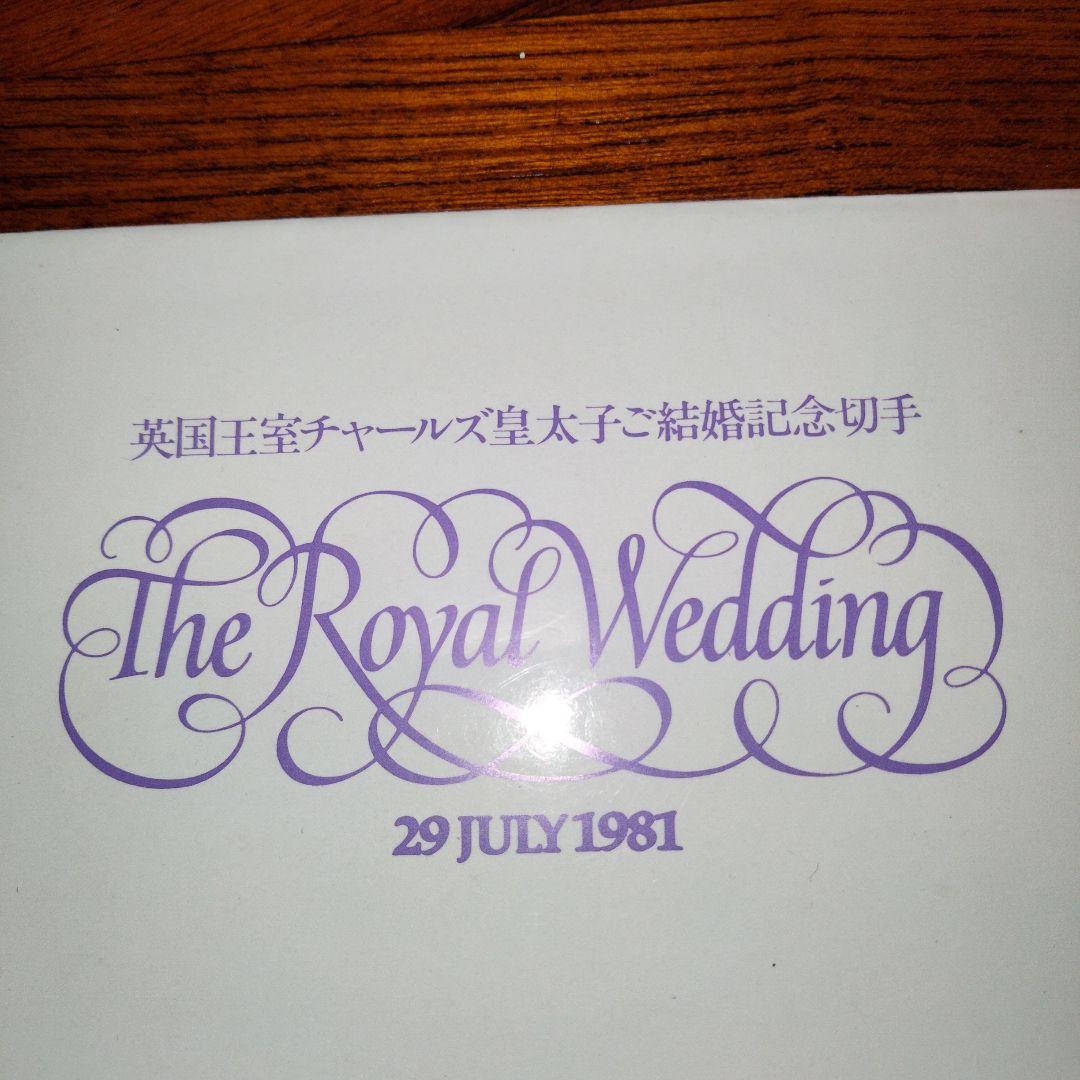 英国王室チャールズ皇太子ご結婚記念切手
The Royal Wedding
29 JULY 1981